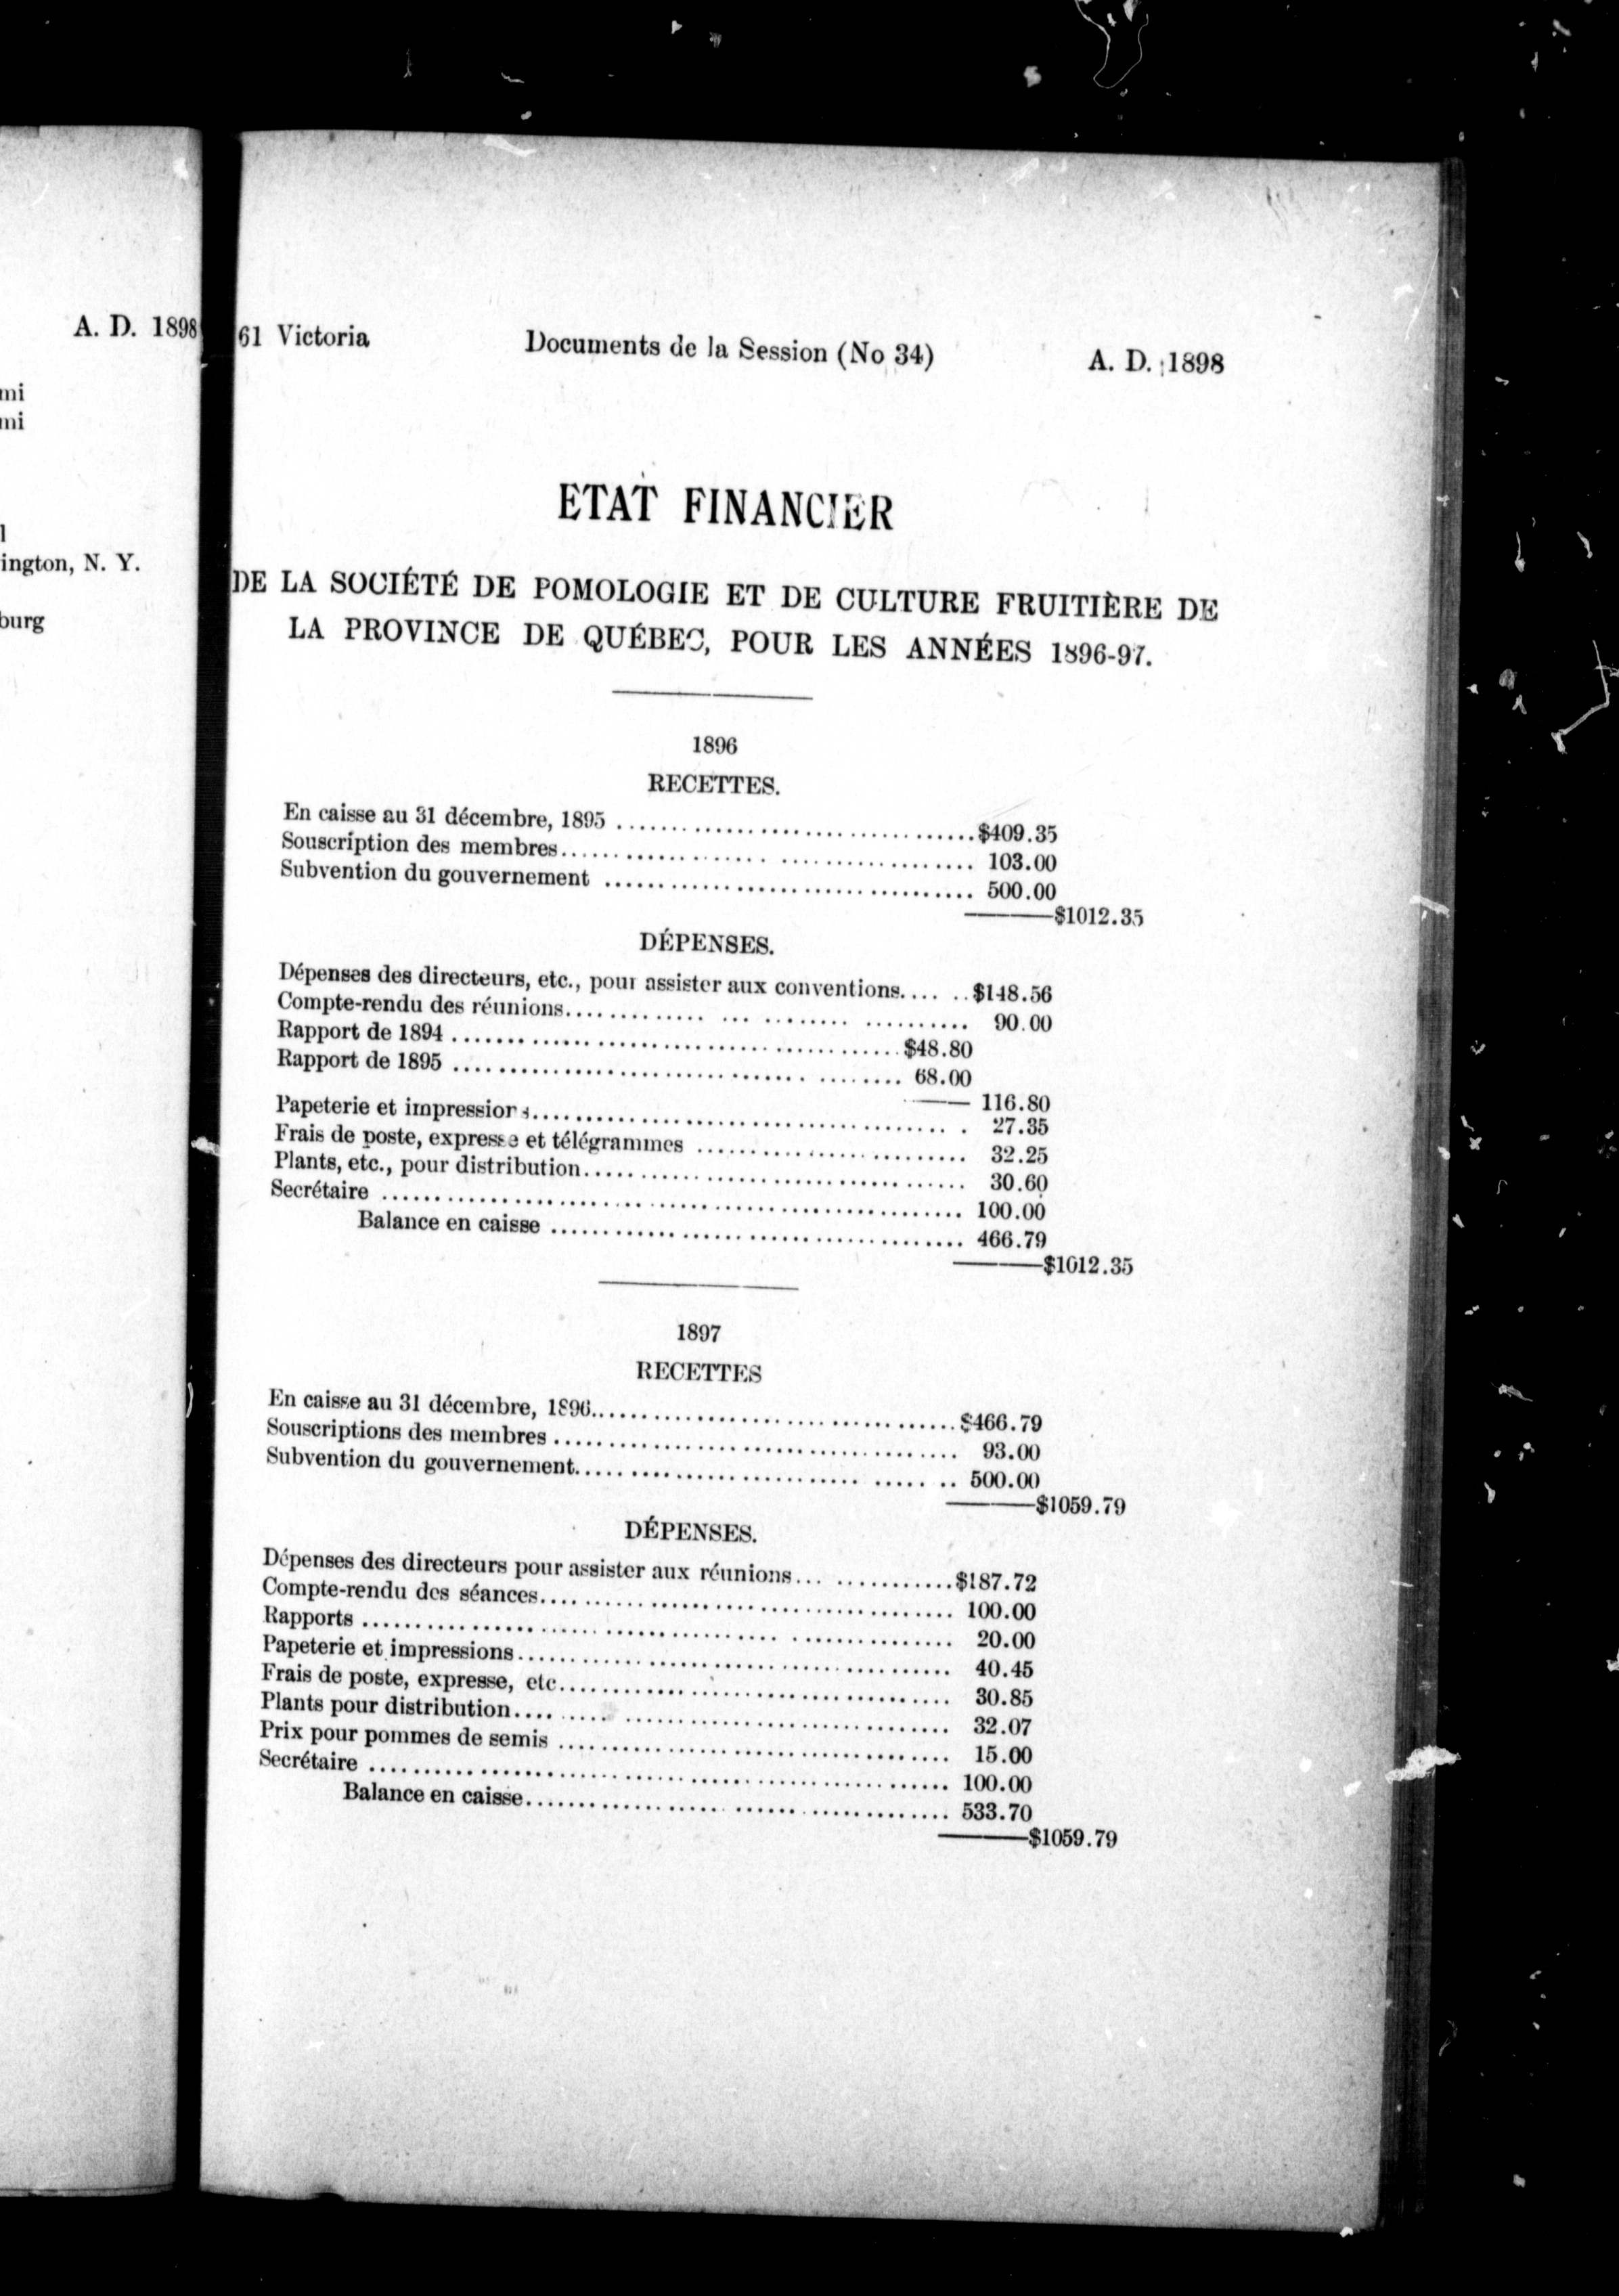 A. D. 1898
mi
mi
l
ington, N. Y.
burg
61 Victoria Documents de la Session (No 34) A. D. 1898
ETAT FINANCIER
DE LA SOCIÉTÉ DE POMOLOGIE ET DE CULTURE FRUITIÈRE DE
LA PROVINCE DE QUÉBEC, POUR LES ANNÉES 1896-97.
1896
RECETTES.
En caisse au 31 décembre, 1895 ........ $409.35
Souscription des membres ........ 103.00
Subvention du gouvernement ........ 500.00
$1012.35
DÉPENSES.
Dépenses des directeurs, etc., pour assister aux conventions ........ $148.56
Compte-rendu des réunions ........ 90.00
Rapport de 1894 ........ $48.80
Rapport de 1895 ........ 68.00
116.80
Papeterie et impressions ........ 27.35
Frais de poste, expresse et télégrammes ........ 32.25
Plants, etc., pour distribution ........ 30.60
Secrétaire ........ 100.00
Balance en caisse ........ 466.79
$1012.35
1897
RECETTES
En caisse au 31 décembre, 1896 ........ $466.79
Souscriptions des membres ........ 93.00
Subvention du gouvernement ........ 500.00
$1059.79
DÉPENSES.
Dépenses des directeurs pour assister aux réunions ........ $187.72
Compte-rendu des séances ........ 100.00
Rapports ........ 20.00
Papeterie et impressions ........ 40.45
Frais de poste, expresse, etc ........ 30.85
Plants pour distribution ........ 32.07
Prix pour pommes de semis ........ 15.00
Secrétaire ........ 100.00
Balance en caisse ........ 533.70
$1059.79